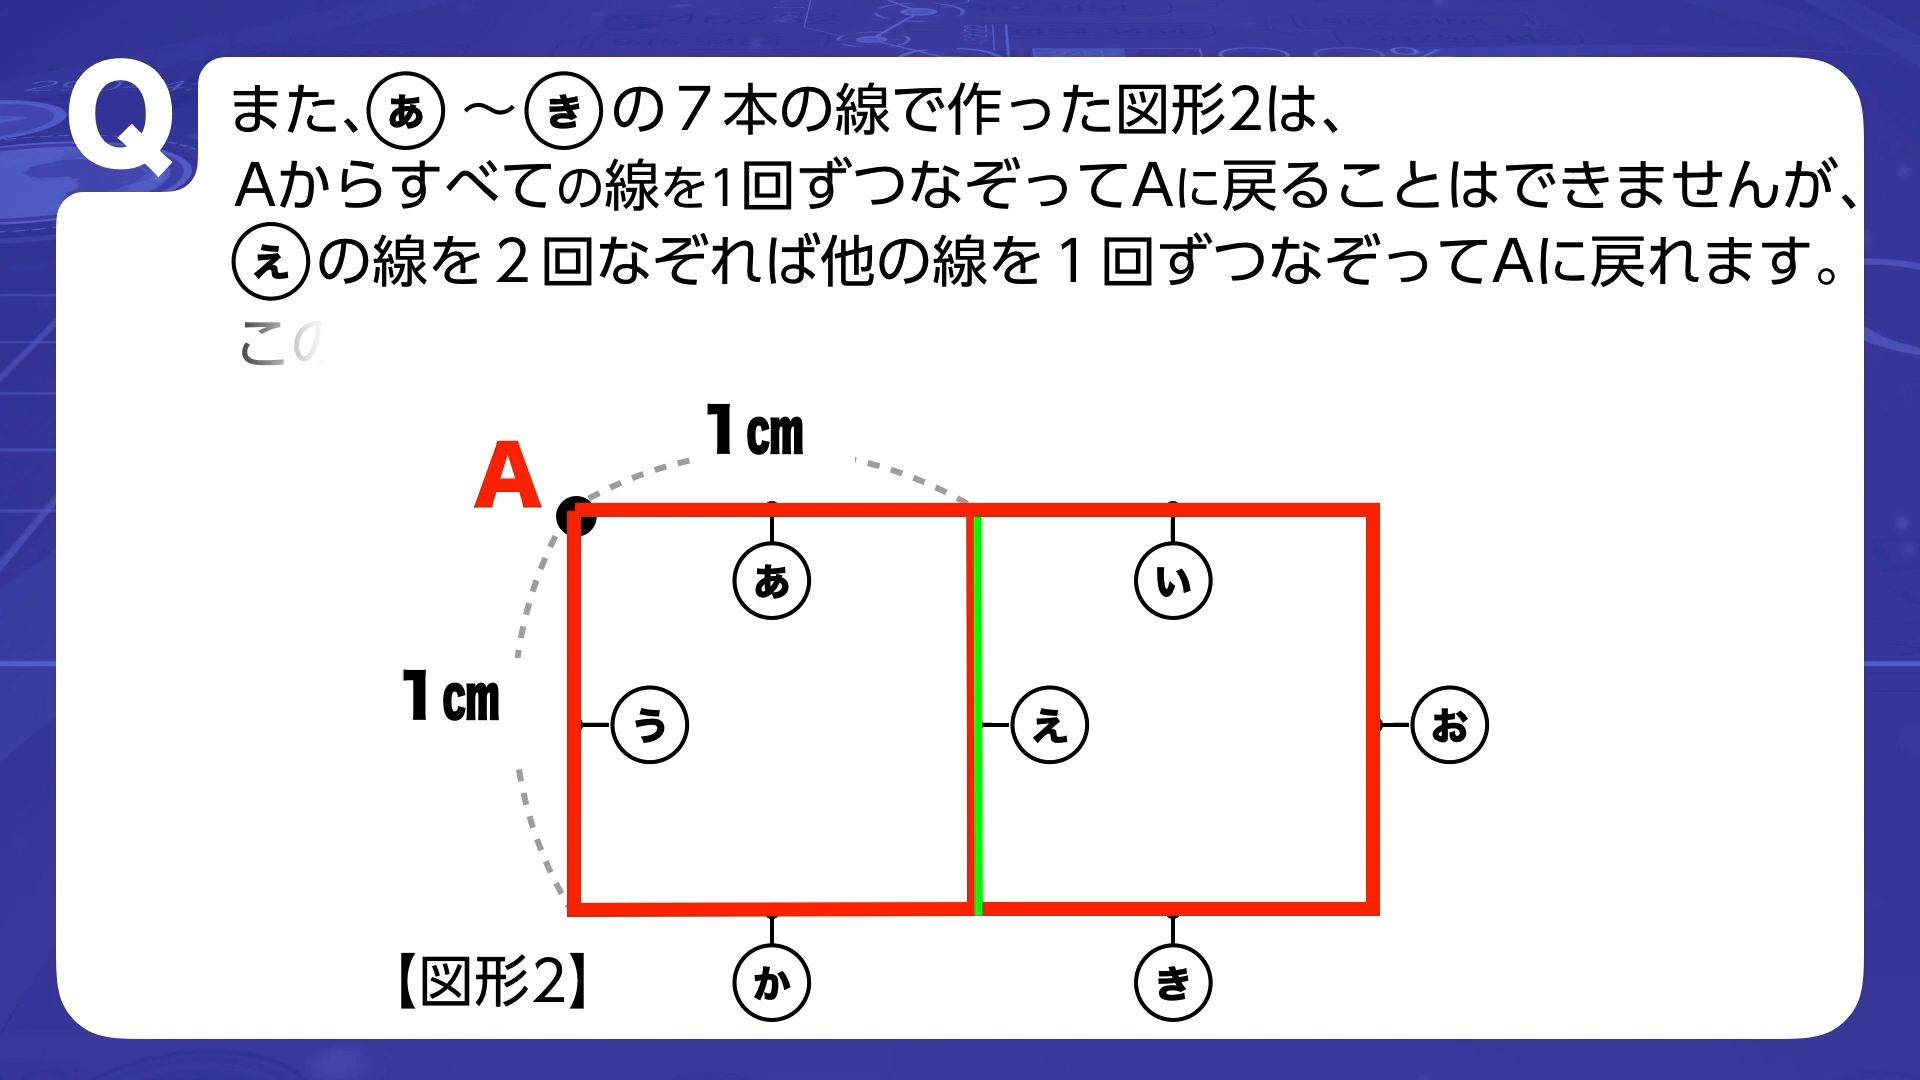 Q
また、あ 〜 き の7本の線で作った図形2は、
Aからすべての線を1回ずつなぞってAに戻ることはできませんが、
え の線を2回なぞれば他の線を1回ずつなぞってAに戻れます。
この
1㎝
A
あ
い
1㎝
う
え
お
【図形2】
か
き